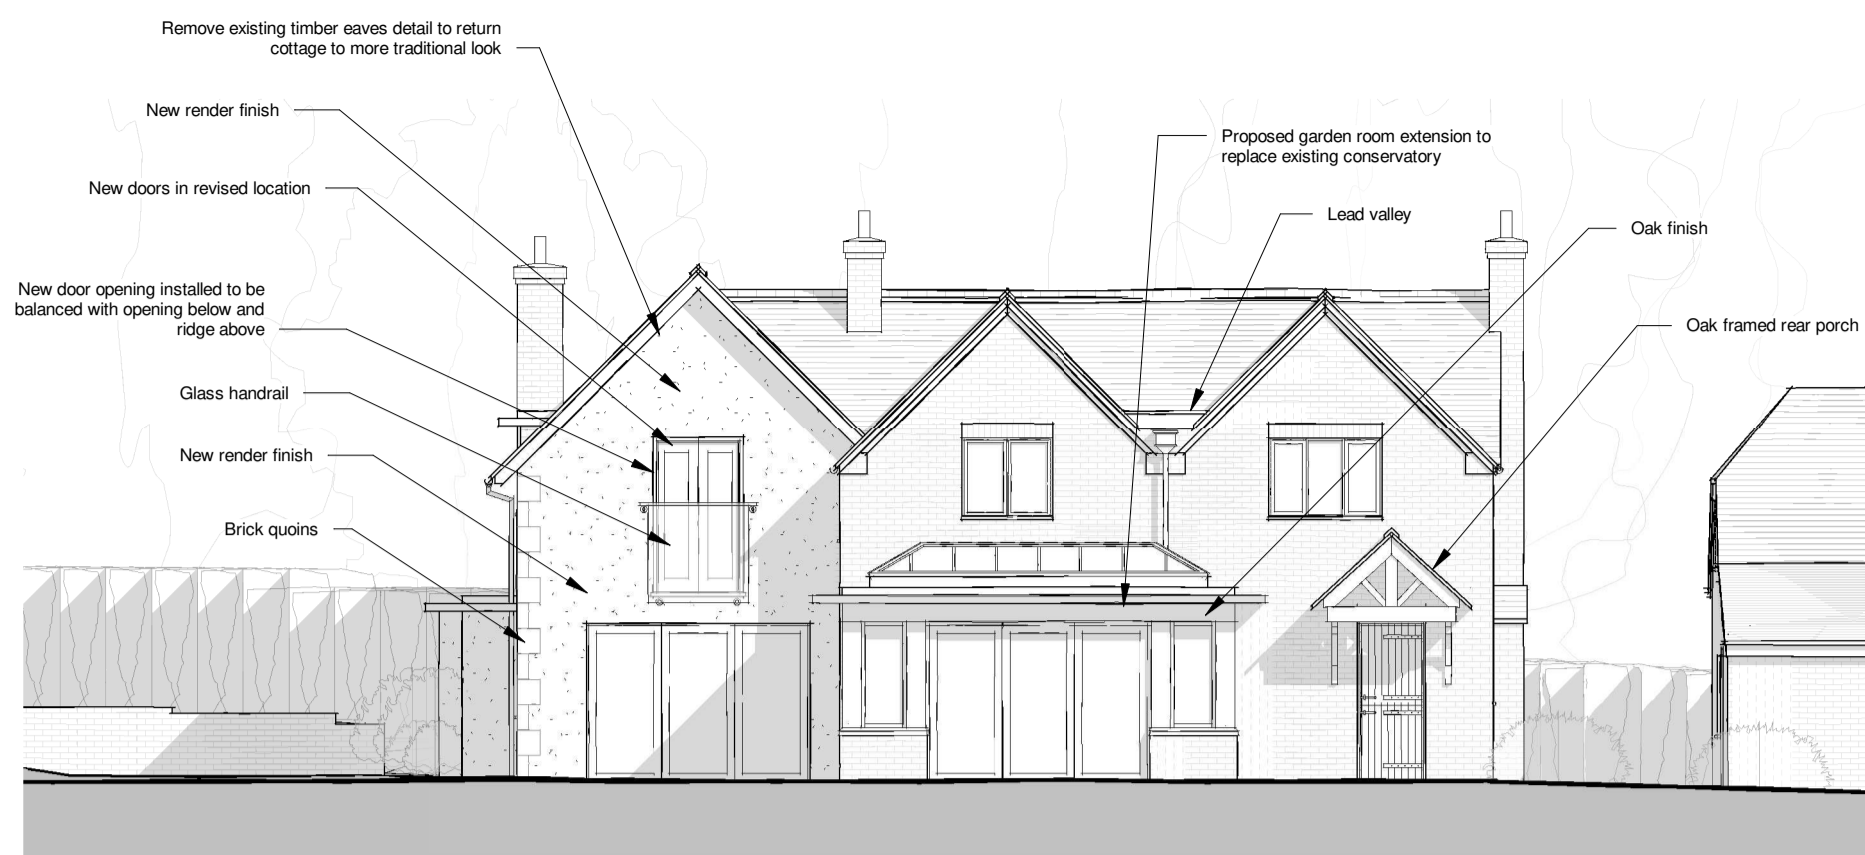 Remove existing timber eaves detail to return
cottage to more traditional look
New render finish
New doors in revised location
New door opening installed to be
balanced with opening below and
ridge above
Glass handrail
New render finish
Brick quoins
Proposed garden room extension to
replace existing conservatory
Lead valley
Oak finish
Oak framed rear porch